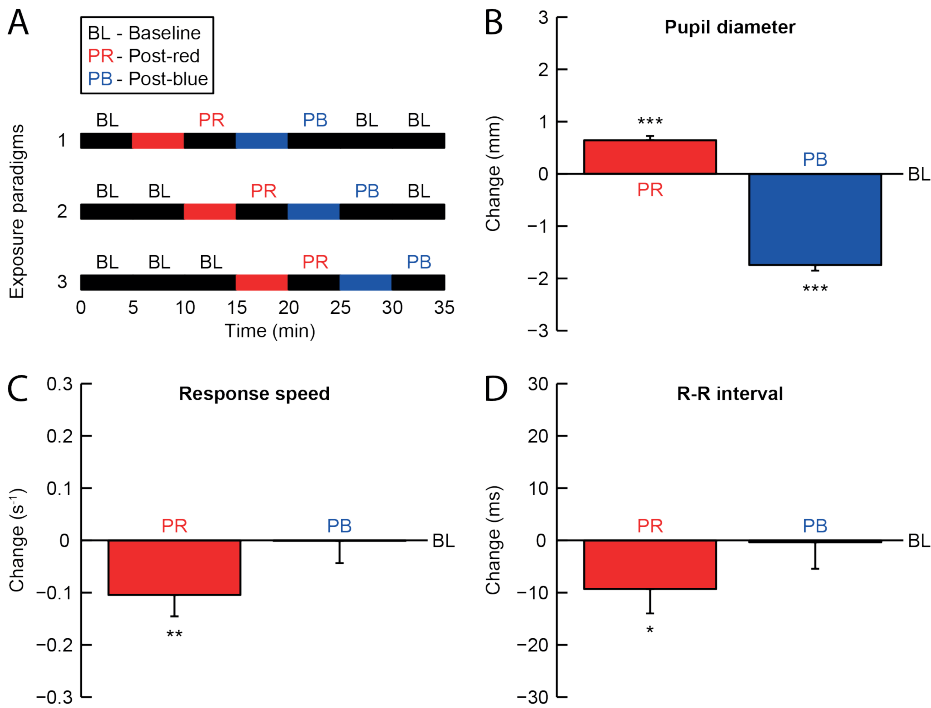 A
BL - Baseline
PR - Post-red
PB - Post-blue
Exposure paradigms
BL PR PB BL BL
1
BL BL PR PB BL
2
BL BL BL PR PB
3
0 5 10 15 20 25 30 35
Time (min)
B
Pupil diameter
Change (mm)
3
2
1
0
−1
−2
−3
***
PR
PB
BL
***
C
Response speed
Change (s⁻¹)
0.3
0.2
0.1
0
−0.1
−0.2
−0.3
PR
PB
BL
**
D
R-R interval
Change (ms)
30
20
10
0
−10
−20
−30
PR
PB
BL
*